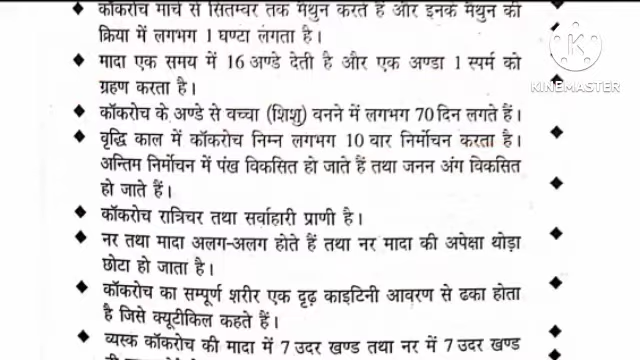 कॉकरोच मार्च से सितम्बर तक मैथुन करते हैं और इनके मैथुन की
क्रिया में लगभग 1 घण्टा लगता है।
मादा एक समय में 16 अण्डे देती है और एक अण्डा 1 स्पर्म को
ग्रहण करता है।
कॉकरोच के अण्डे से वच्चा (शिशु) वनने में लगभग 70 दिन लगते हैं।
वृद्धि काल में कॉकरोच निम्न लगभग 10 वार निर्मोचन करता है।
अन्तिम निर्मोचन में पंख विकसित हो जाते हैं तथा जनन अंग विकसित
हो जाते हैं।
कॉकरोच रात्रिचर तथा सर्वाहारी प्राणी है।
नर तथा मादा अलग-अलग होते हैं तथा नर मादा की अपेक्षा थोड़ा
छोटा हो जाता है।
कॉकरोच का सम्पूर्ण शरीर एक दृढ़ काइटिनी आवरण से ढका होता
है जिसे क्यूटीकिल कहते हैं।
व्यस्क कॉकरोच की मादा में 7 उदर खण्ड तथा नर में 7 उदर खण्ड
KINEMASTER